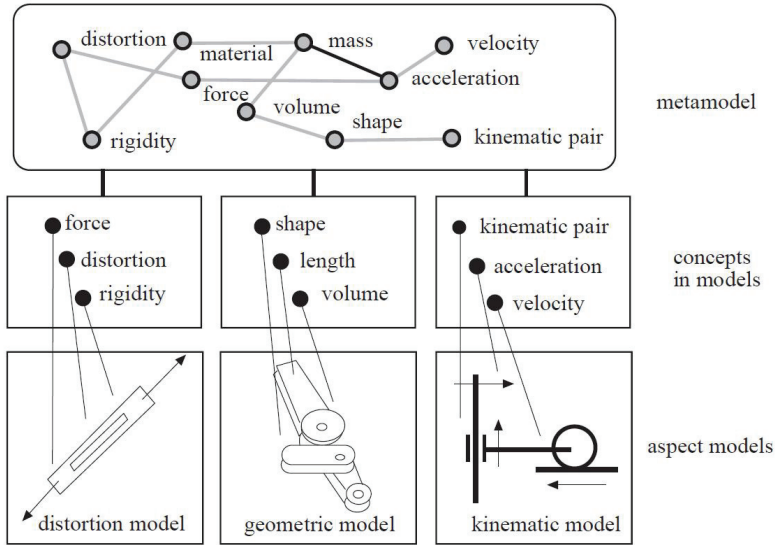 distortion
material
mass
velocity
force
acceleration
volume
shape
rigidity
kinematic pair
metamodel
force
distortion
rigidity
shape
length
volume
kinematic pair
acceleration
velocity
concepts
in models
distortion model
geometric model
kinematic model
aspect models